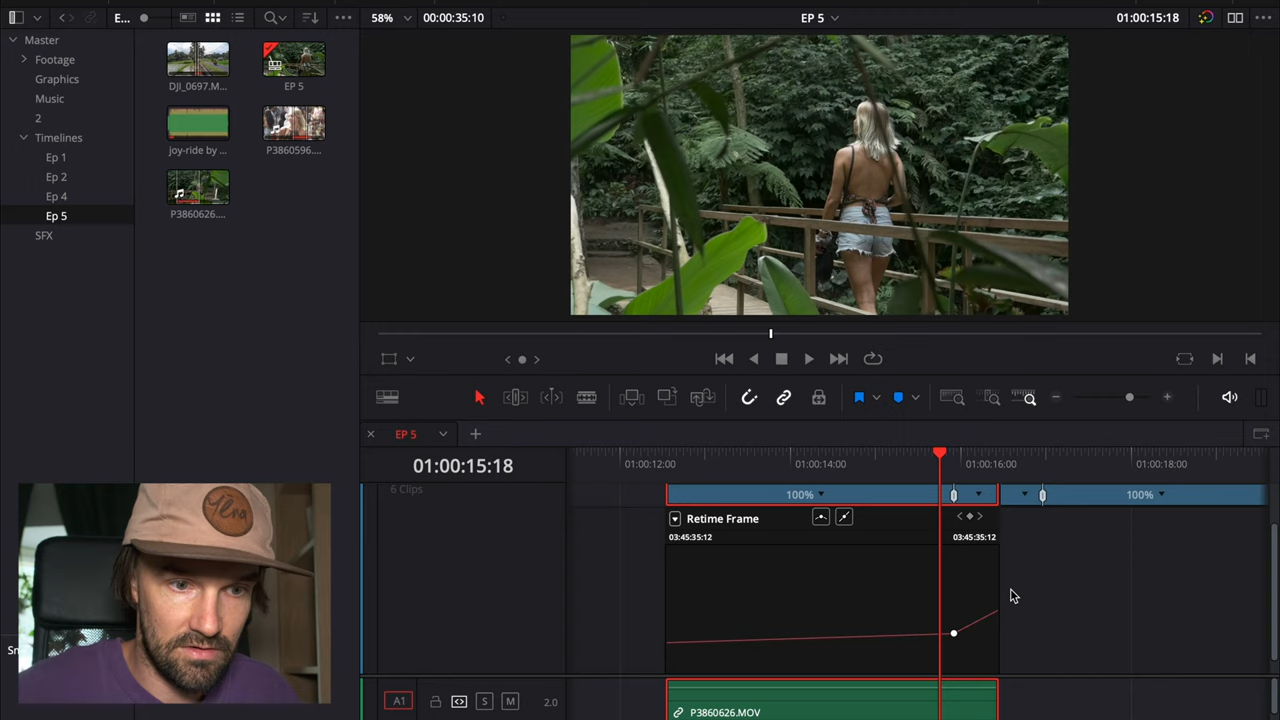 E...
58%
00:00:35:10
EP 5
01:00:15:18
Master
Footage
Graphics
Music
2
Timelines
Ep 1
Ep 2
Ep 4
Ep 5
SFX
DJI_0697.M...
EP 5
joy-ride by ...
P3860596....
P3860626....
EP 5
01:00:15:18
01:00:12:00
01:00:14:00
01:00:16:00
01:00:18:00
6 Clips
100%
100%
Retime Frame
03:45:35:12
03:45:35:12
A1
S
M
2.0
P3860626.MOV